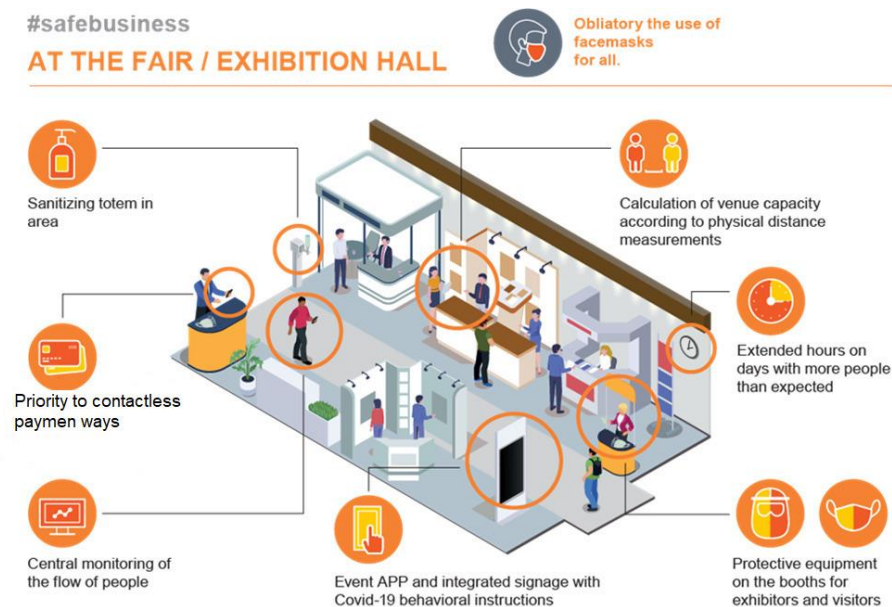 #safebusiness
AT THE FAIR / EXHIBITION HALL
Obliatory the use of
facemasks
for all.
Sanitizing totem in
area
Calculation of venue capacity
according to physical distance
measurements
Priority to contactless
paymen ways
Extended hours on
days with more people
than expected
Central monitoring of
the flow of people
Event APP and integrated signage with
Covid-19 behavioral instructions
Protective equipment
on the booths for
exhibitors and visitors